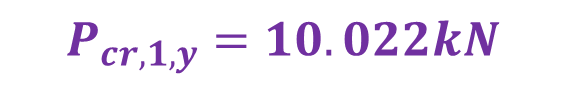 P_{cr,1,y} = 10.022kN